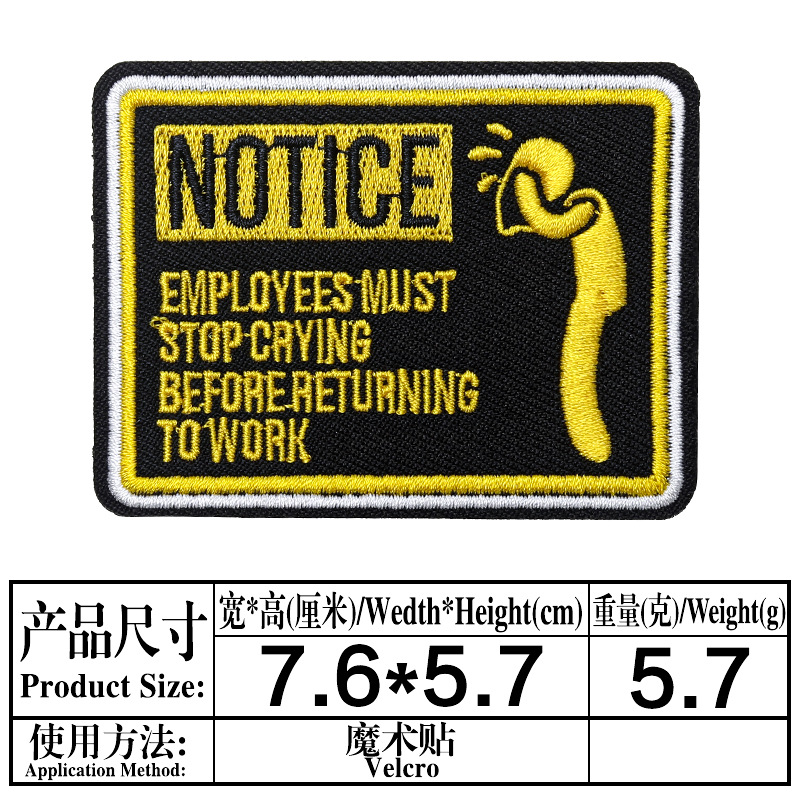 NOTICE
EMPLOYEES MUST
STOP CRYING
BEFORE RETURNING
TO WORK
产品尺寸
Product Size:
宽*高(厘米)/Wedth*Height(cm)
重量(克)/Weight(g)
7.6*5.7
5.7
使用方法:
Application Method:
魔术贴
Velcro